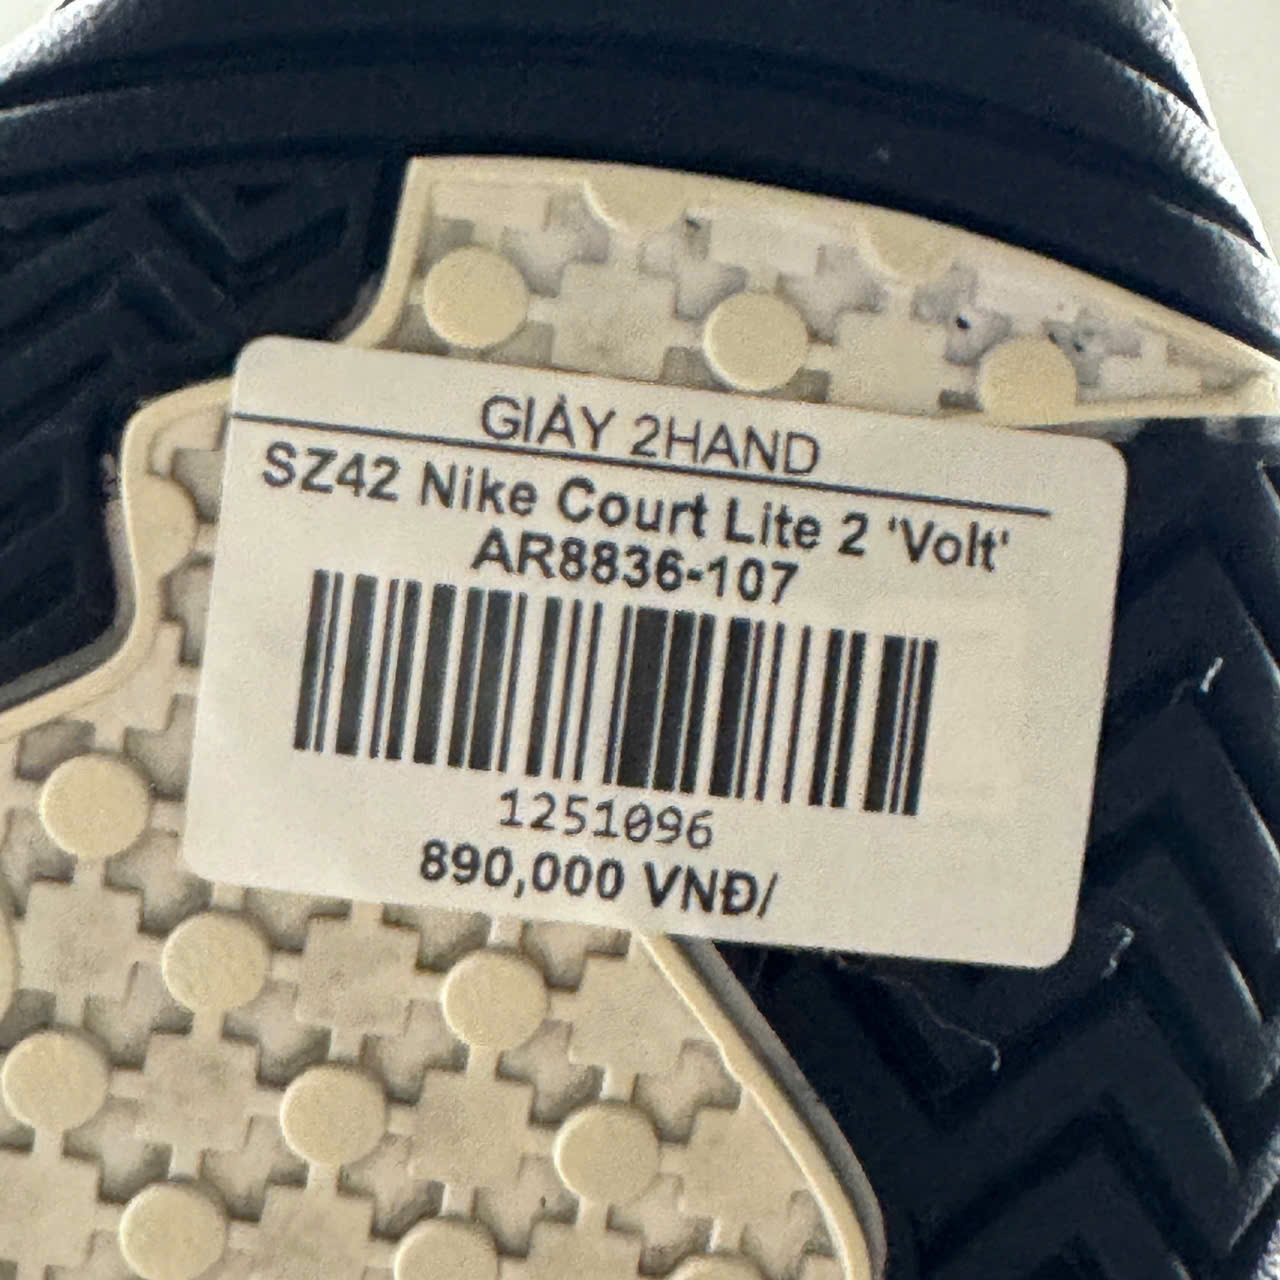 GIÀY 2HAND
SZ42 Nike Court Lite 2 'Volt'
AR8836-107
1251096
890,000 VNĐ/